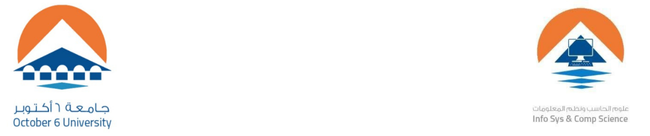 جامعة ٦ أكتوبر
October 6 University
علوم الحاسب ونظم المعلومات
Info Sys & Comp Science